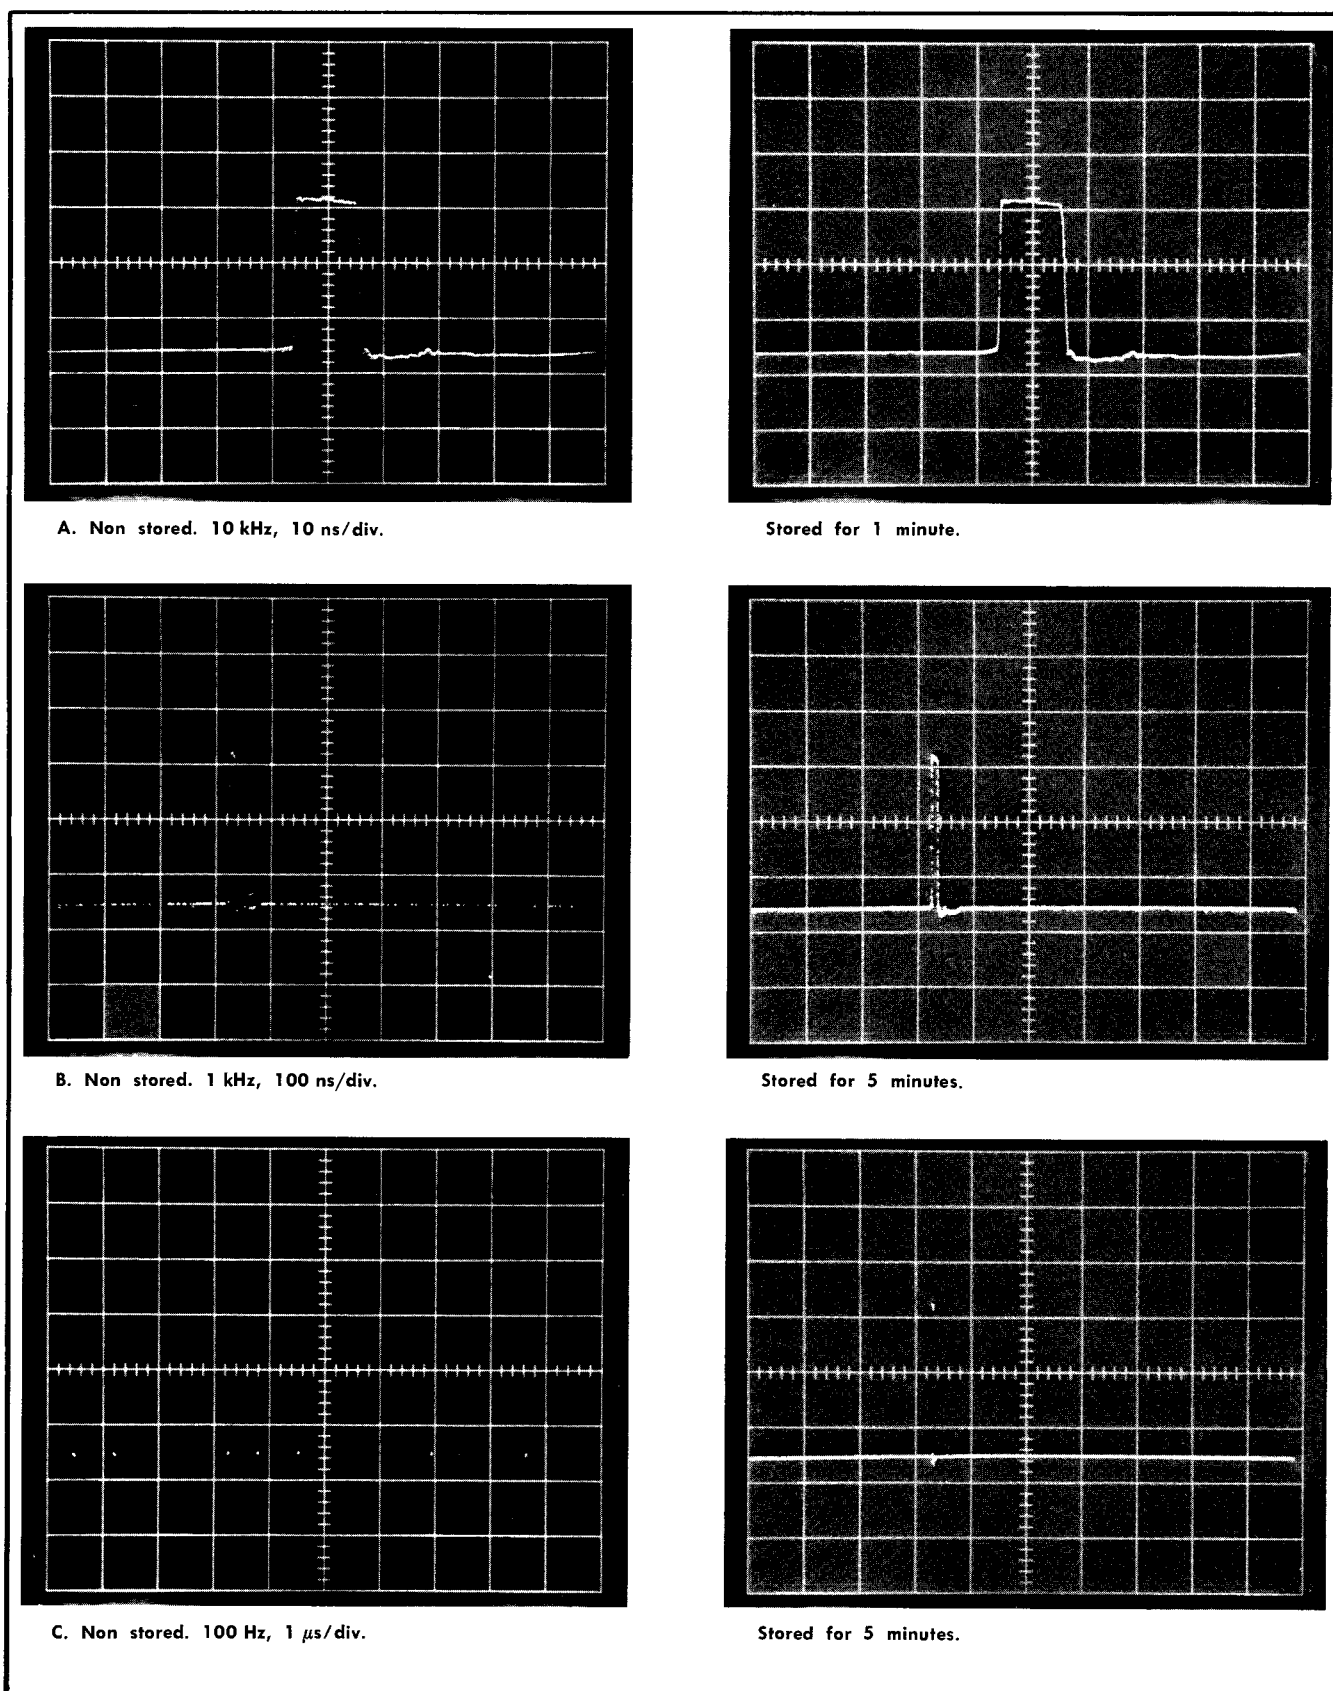 A. Non stored. 10 kHz, 10 ns/div.
Stored for 1 minute.
B. Non stored. 1 kHz, 100 ns/div.
Stored for 5 minutes.
C. Non stored. 100 Hz, 1 μs/div.
Stored for 5 minutes.